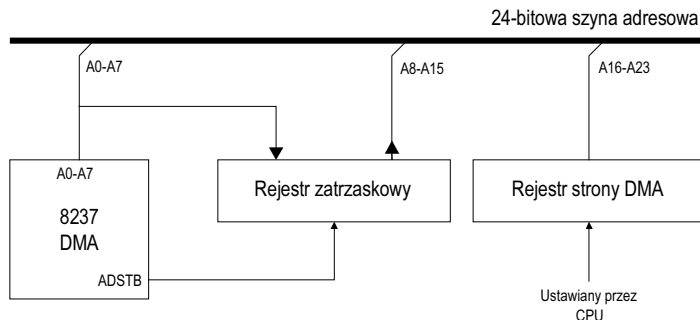 24-bitowa szyna adresowa
A0-A7
A8-A15
A16-A23
A0-A7
8237
DMA
ADSTB
Rejestr zatrzaskowy
Rejestr strony DMA
Ustawiany przez
CPU